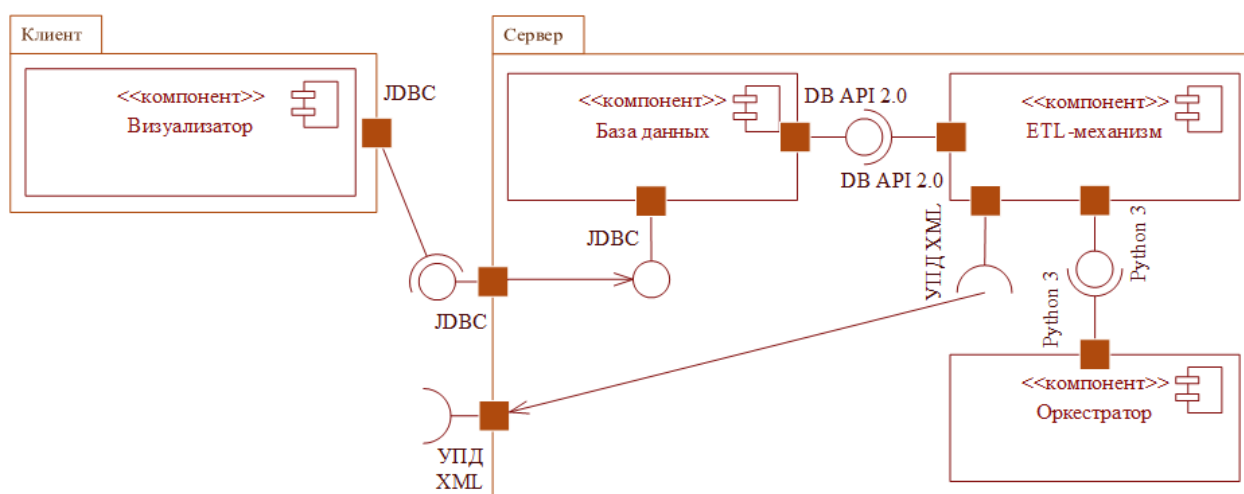 Клиент
<<компонент>>
Визуализатор
JDBC
Сервер
<<компонент>>
База данных
DB API 2.0
DB API 2.0
<<компонент>>
ETL-механизм
JDBC
JDBC
УПД XML
Python 3
Python 3
УПД
XML
<<компонент>>
Оркестратор